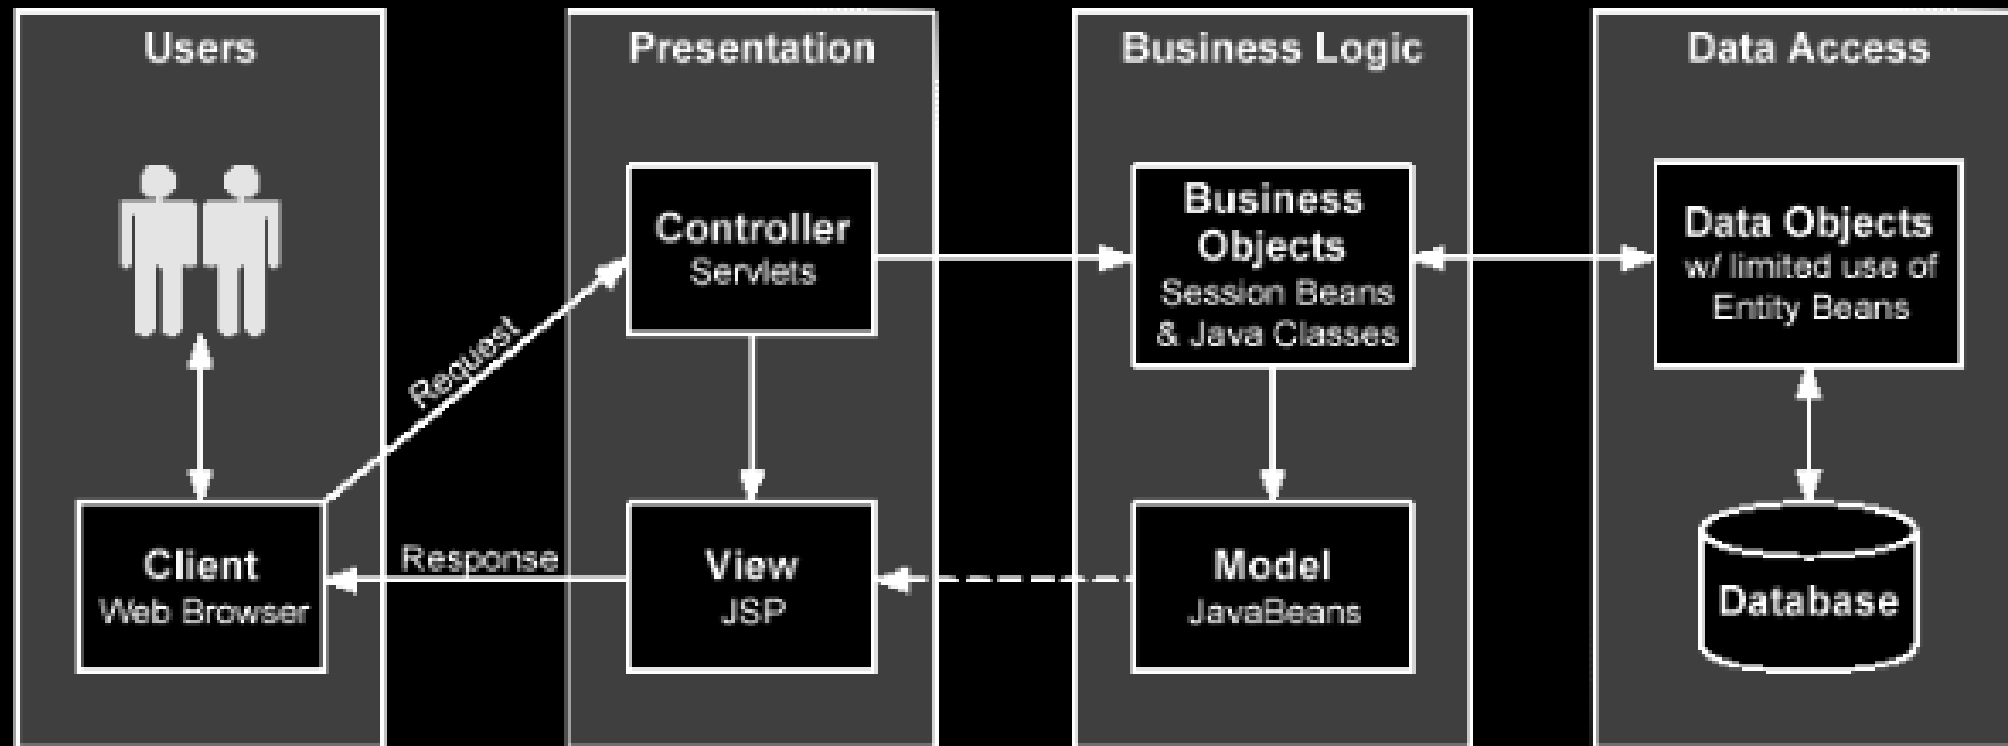 Users
Presentation
Business Logic
Data Access
Controller
Servlets
Business
Objects
Session Beans
& Java Classes
Data Objects
w/ limited use of
Entity Beans
Request
Client
Web Browser
Response
View
JSP
Model
JavaBeans
Database